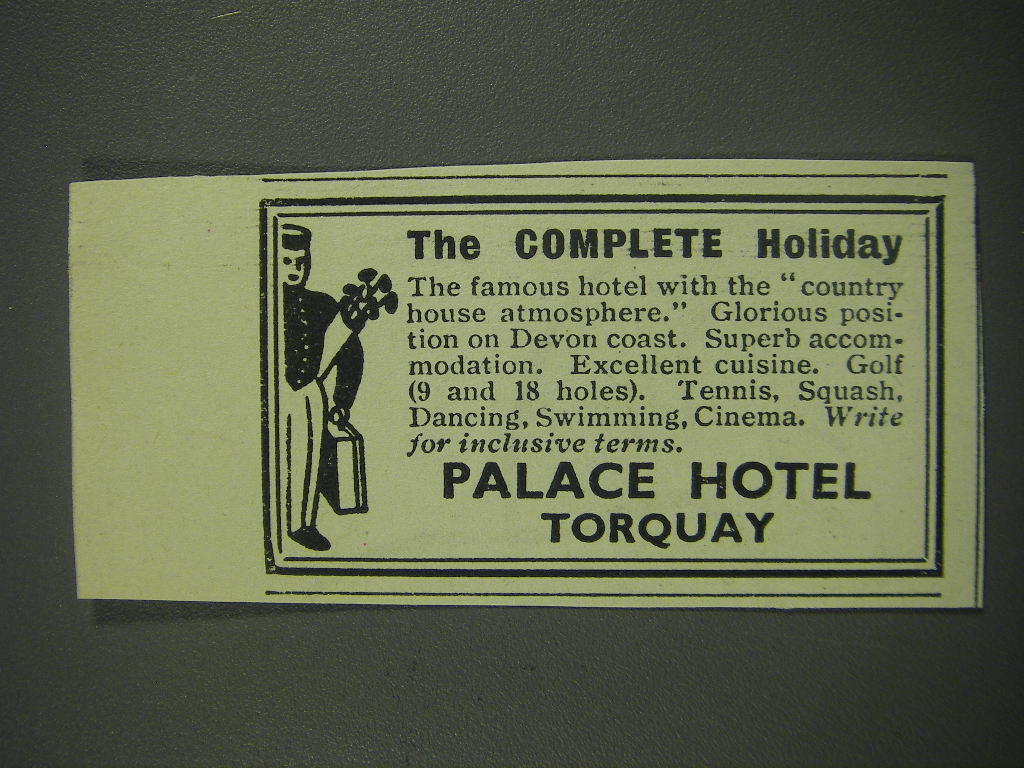 The COMPLETE Holiday
The famous hotel with the "country
house atmosphere." Glorious posi-
tion on Devon coast. Superb accom-
modation. Excellent cuisine. Golf
(9 and 18 holes). Tennis, Squash,
Dancing, Swimming, Cinema. Write
for inclusive terms.
PALACE HOTEL
TORQUAY